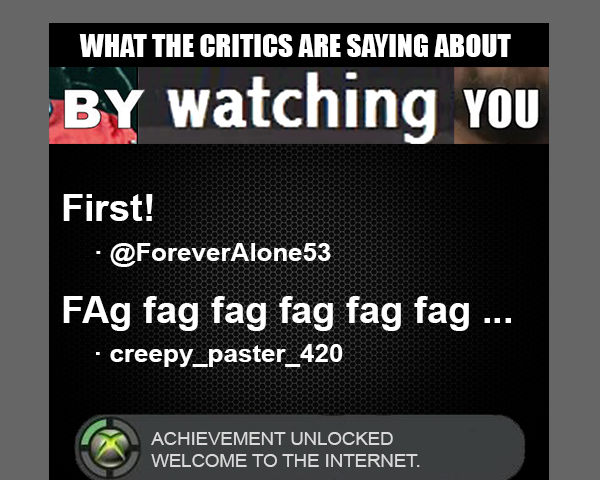 WHAT THE CRITICS ARE SAYING ABOUT
BY watching YOU
First!
· @ForeverAlone53
FAg fag fag fag fag fag ...
· creepy_paster_420
ACHIEVEMENT UNLOCKED
WELCOME TO THE INTERNET.